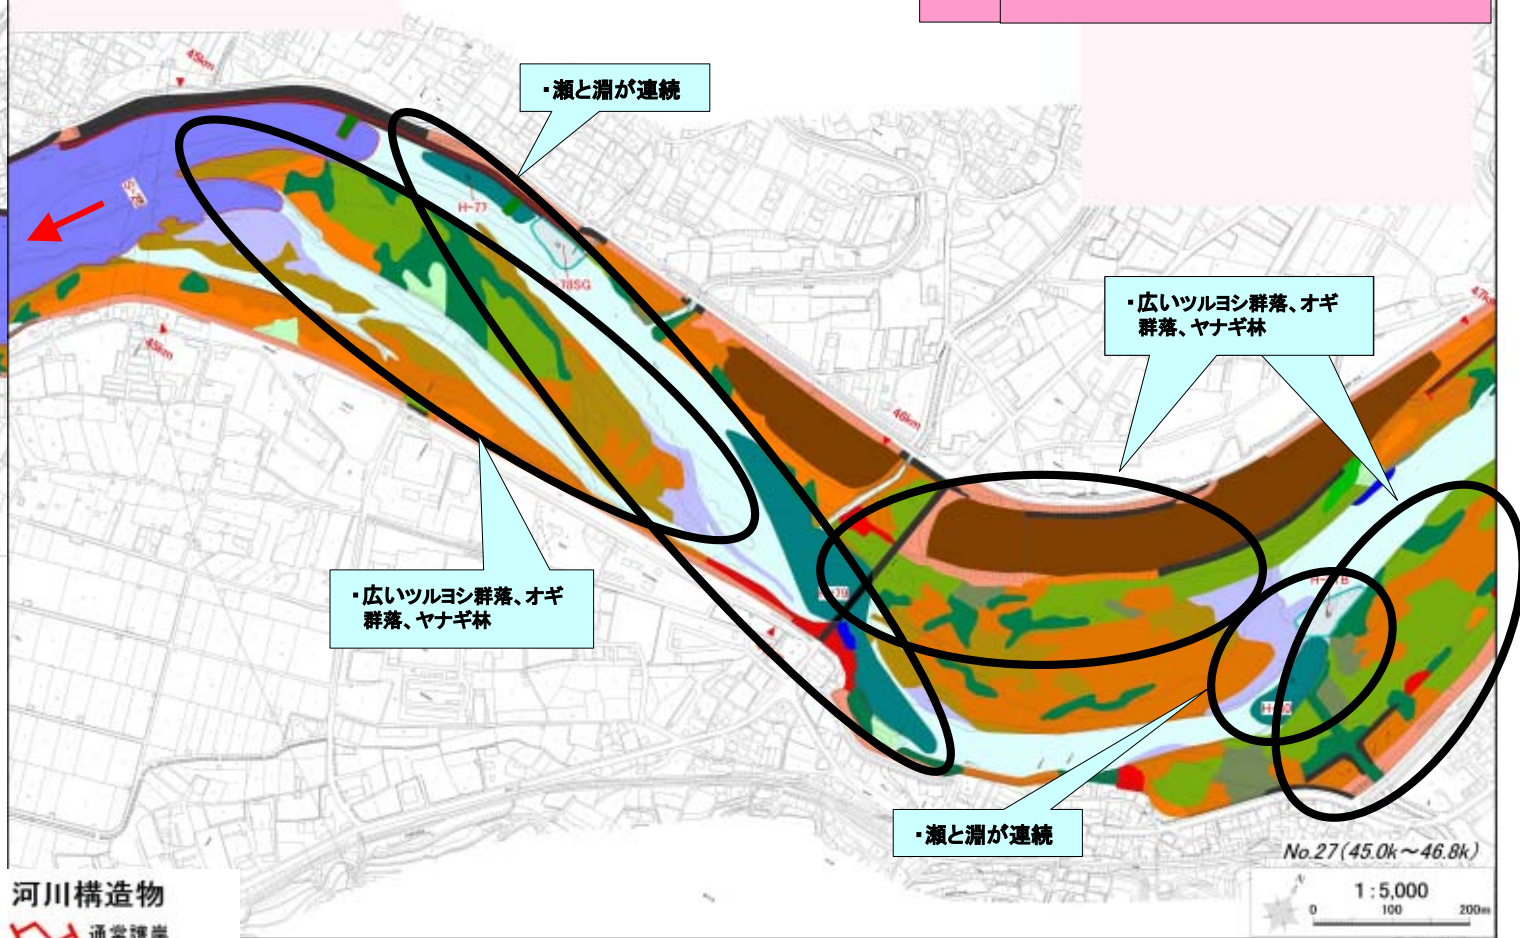 45km
・瀬と淵が連続
H-77
・広いツルヨシ群落、オギ
群落、ヤナギ林
45km
46km
・広いツルヨシ群落、オギ
群落、ヤナギ林
・瀬と淵が連続
No.27(45.0k～46.8k)
河川構造物
通常護岸
N
1:5,000
0 100 200m